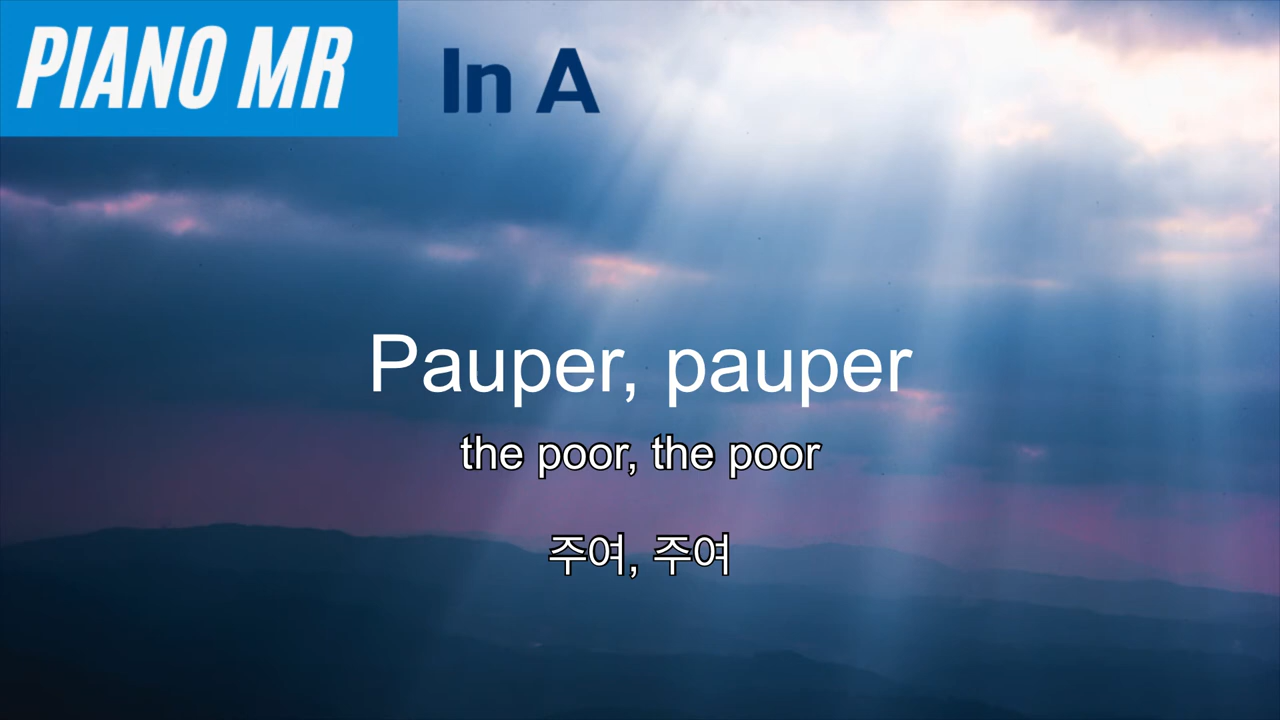 PIANO MR
In A
Pauper, pauper
the poor, the poor
주여, 주여